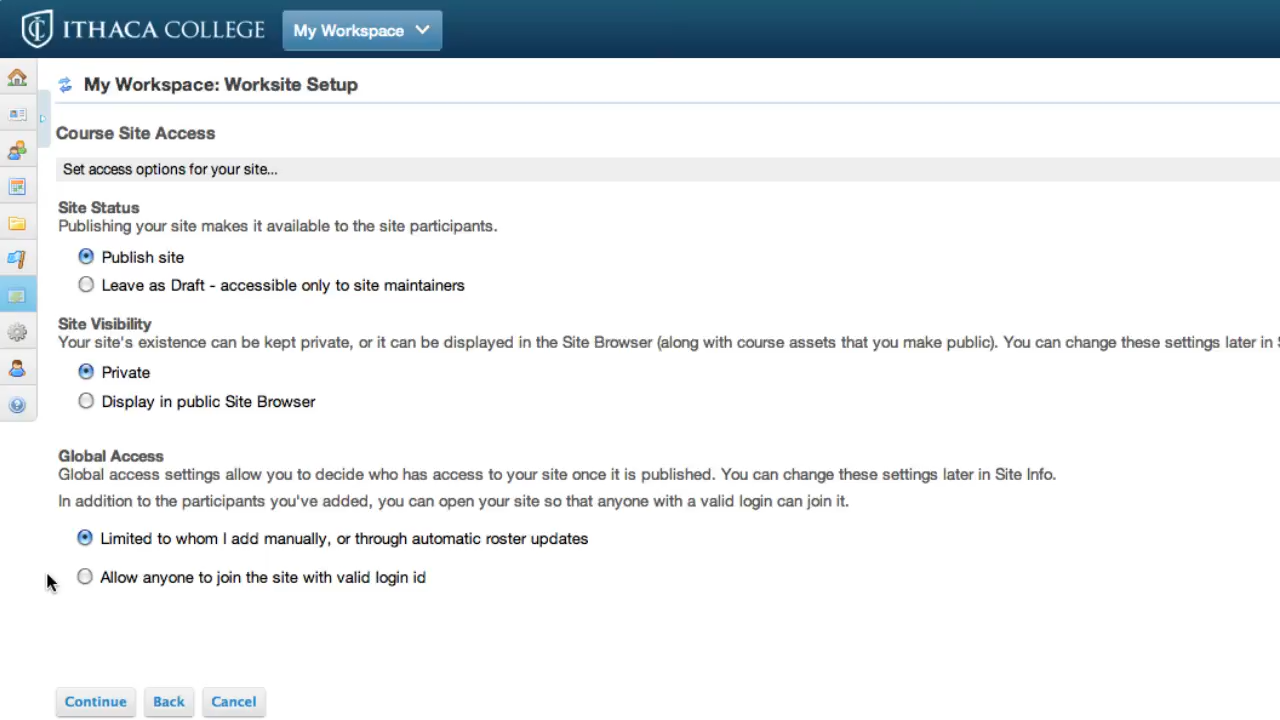 ITHACA COLLEGE
My Workspace
My Workspace: Worksite Setup
Course Site Access
Set access options for your site...
Site Status
Publishing your site makes it available to the site participants.
Publish site
Leave as Draft - accessible only to site maintainers
Site Visibility
Your site's existence can be kept private, or it can be displayed in the Site Browser (along with course assets that you make public). You can change these settings later in
Private
Display in public Site Browser
Global Access
Global access settings allow you to decide who has access to your site once it is published. You can change these settings later in Site Info.
In addition to the participants you've added, you can open your site so that anyone with a valid login can join it.
Limited to whom I add manually, or through automatic roster updates
Allow anyone to join the site with valid login id
Continue Back Cancel